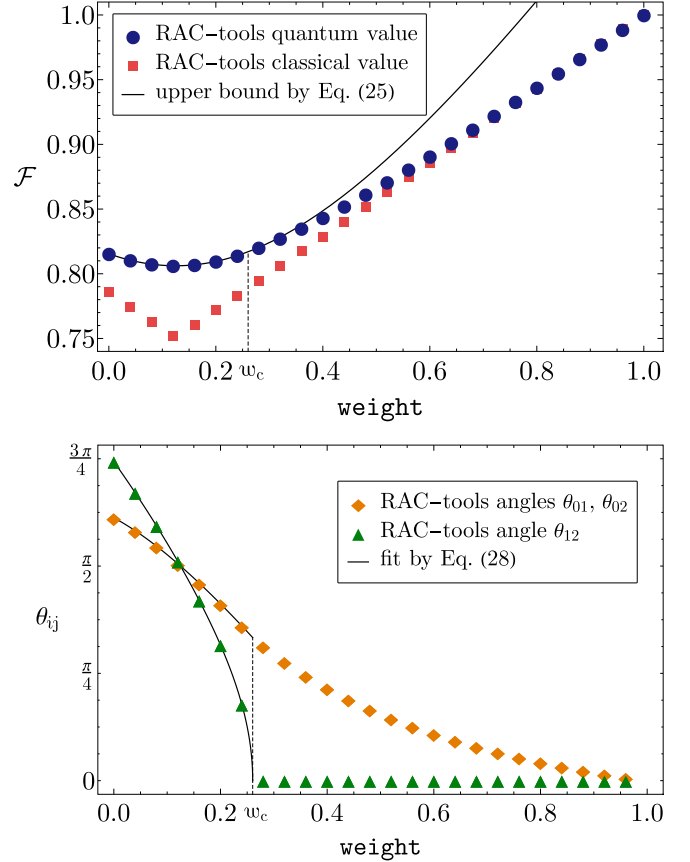 1.00
RAC−tools quantum value
RAC−tools classical value
upper bound by Eq. (25)
0.95
0.90
ℱ
0.85
0.80
0.75
0.0 0.2 w_c 0.4 0.6 0.8 1.0
weight
3π/4
RAC−tools angles θ₀₁, θ₀₂
RAC−tools angle θ₁₂
fit by Eq. (28)
π/2
θ_ij
π/4
0
0.0 0.2 w_c 0.4 0.6 0.8 1.0
weight